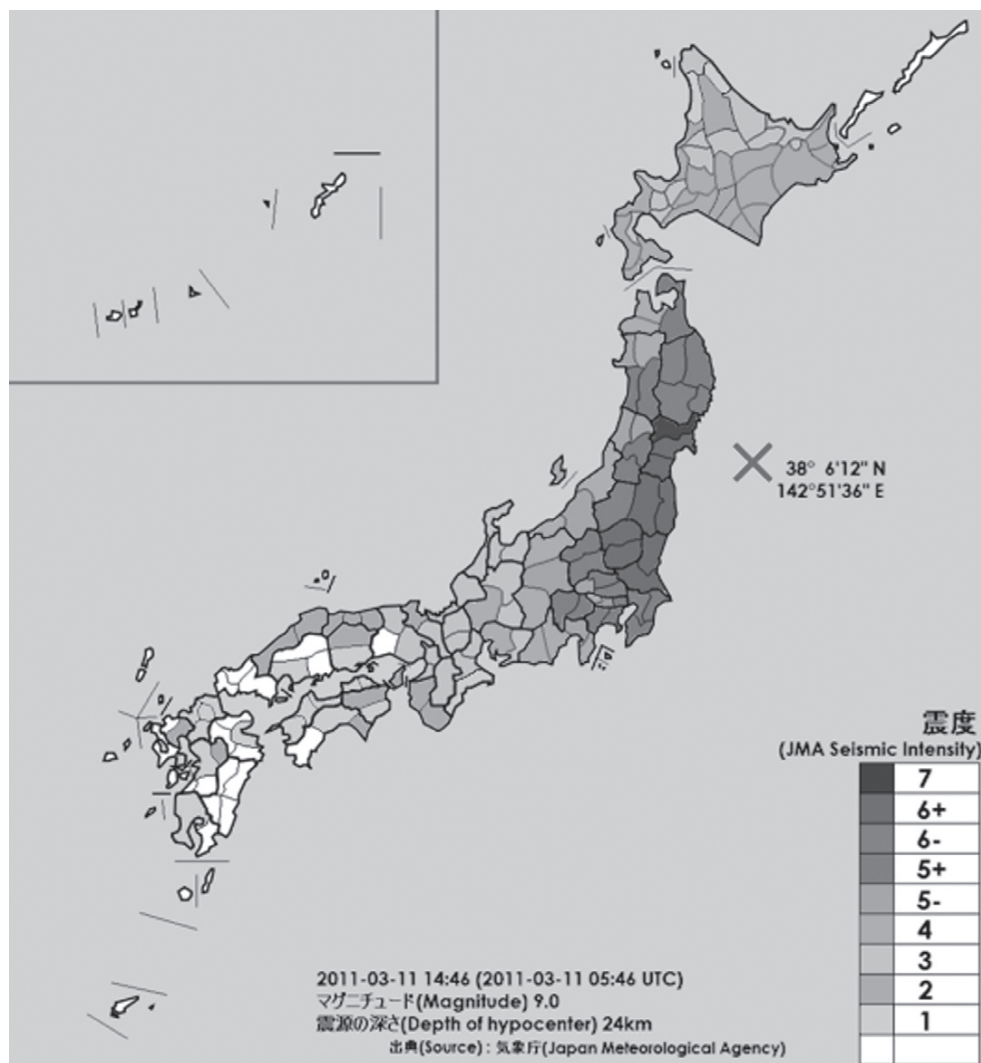 38° 6'12" N
142°51'36" E
震度
(JMA Seismic Intensity)
7
6+
6-
5+
5-
4
3
2
1
2011-03-11 14:46 (2011-03-11 05:46 UTC)
マグニチュード(Magnitude) 9.0
震源の深さ(Depth of hypocenter) 24km
出典(Source) : 気象庁(Japan Meteorological Agency)